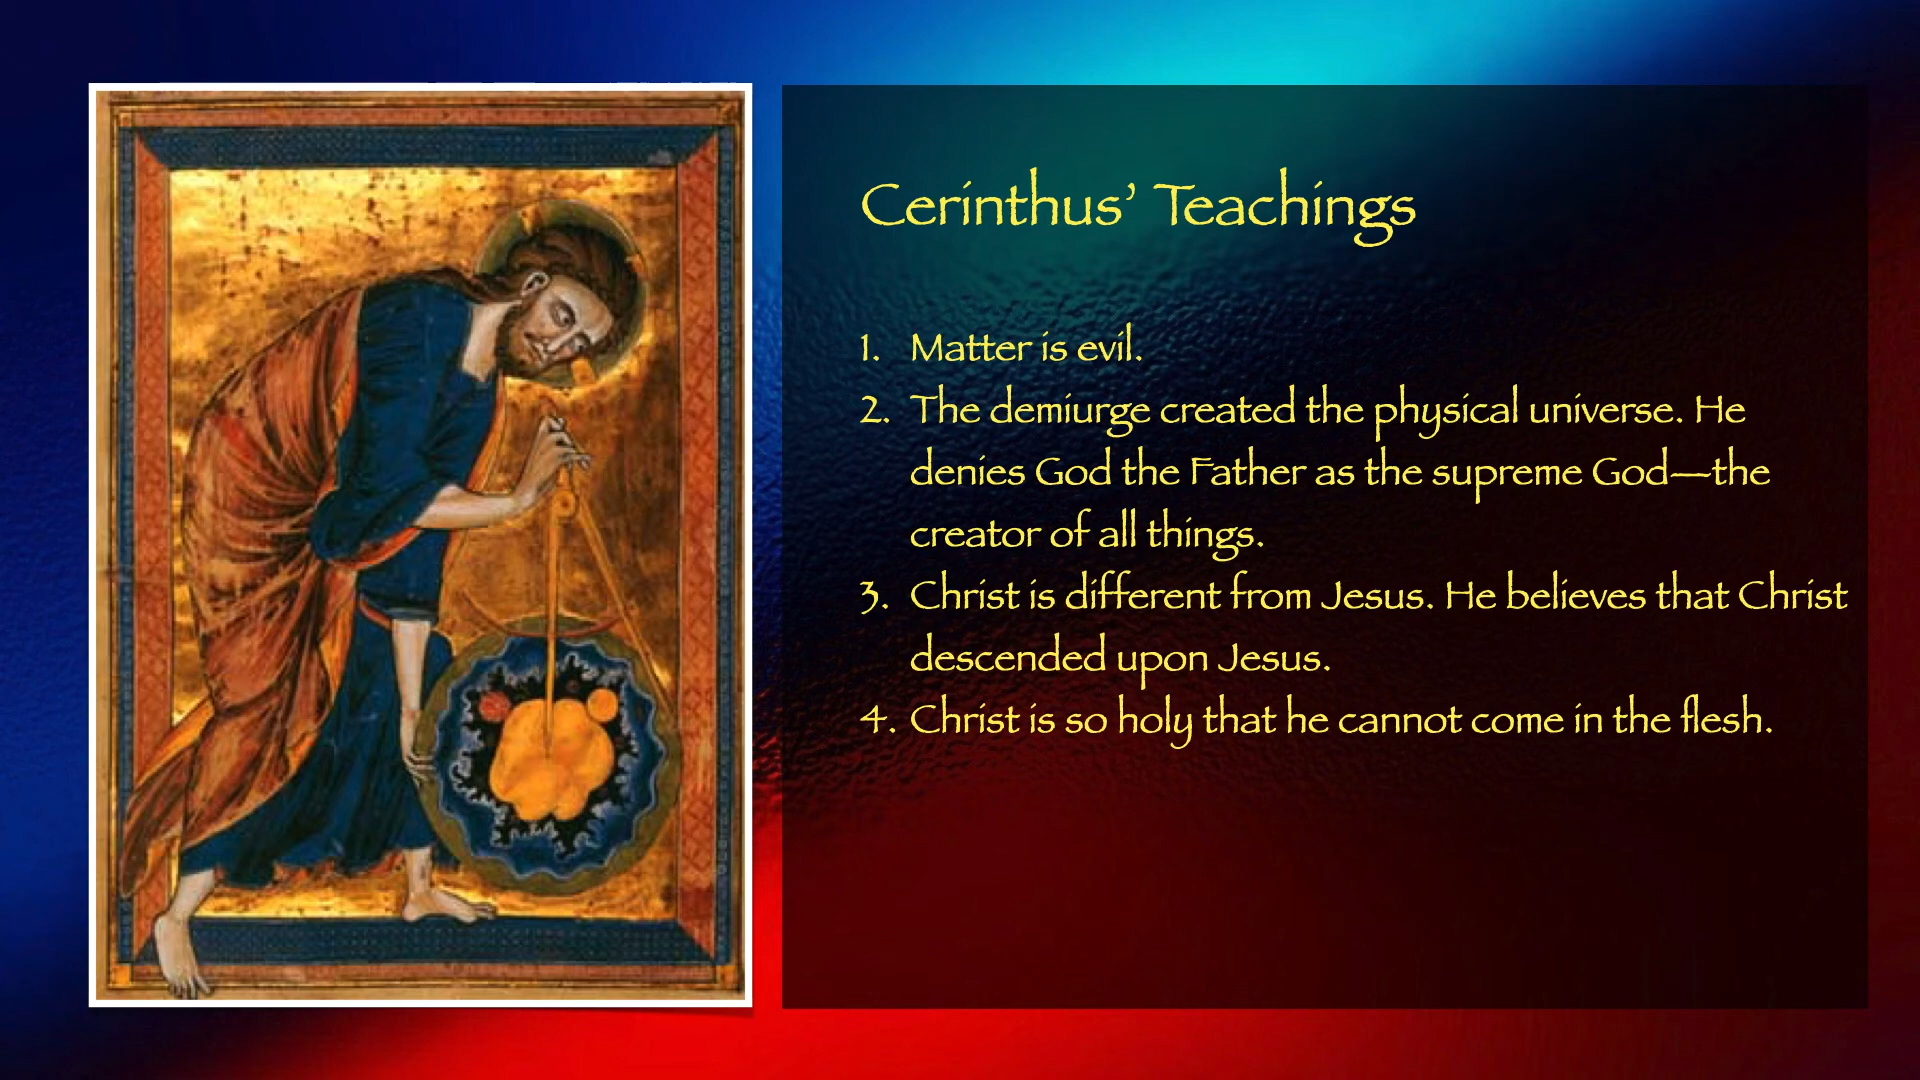 Cerinthus’ Teachings
1. Matter is evil.
2. The demiurge created the physical universe. He
denies God the Father as the supreme God—the
creator of all things.
3. Christ is different from Jesus. He believes that Christ
descended upon Jesus.
4. Christ is so holy that he cannot come in the flesh.